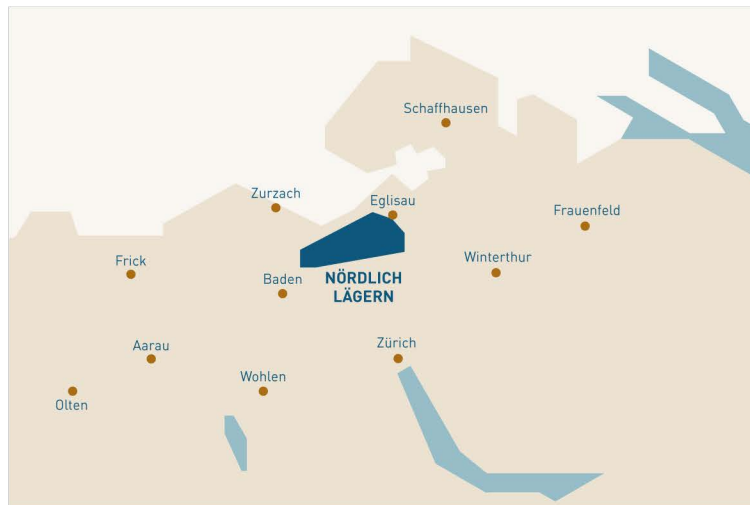 Schaffhausen
Zurzach
Eglisau
Frauenfeld
Frick
Baden
NÖRDLICH
LÄGERN
Winterthur
Aarau
Zürich
Wohlen
Olten